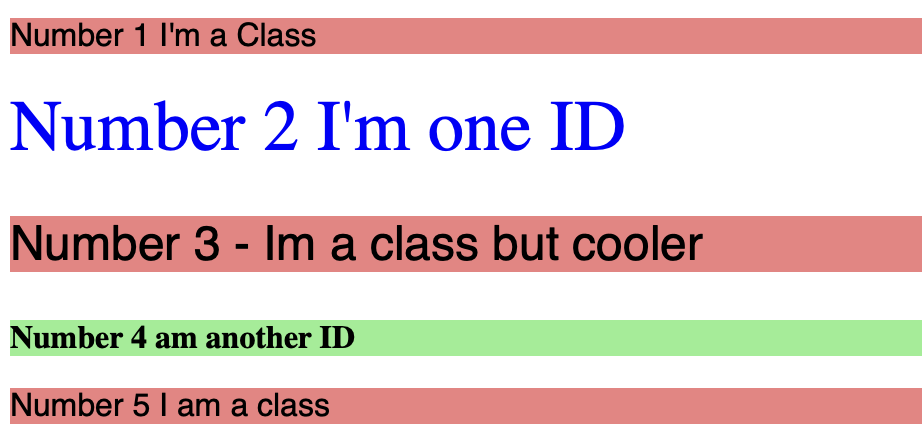 Number 1 I'm a Class
Number 2 I'm one ID
Number 3 - Im a class but cooler
Number 4 am another ID
Number 5 I am a class